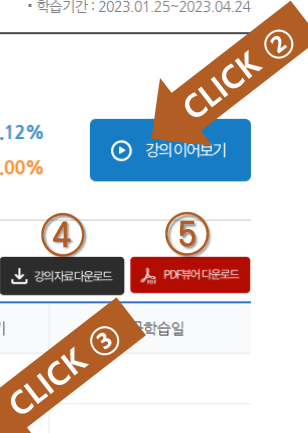 • 학습기간 : 2023.01.25~2023.04.24
CLICK ②
.12%
강의 이어보기
.00%
④
⑤
강의자료다운로드
PDF뷰어 다운로드
학습일
CLICK ③